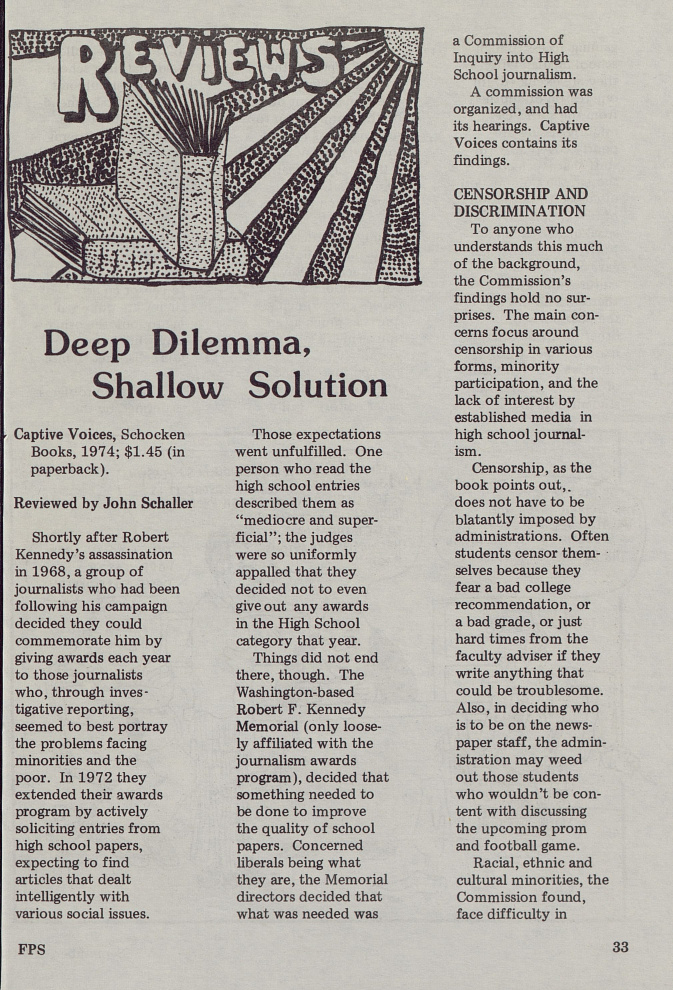 REVIEWS
Deep Dilemma,
Shallow Solution
Captive Voices, Schocken
Books, 1974; $1.45 (in
paperback).
Reviewed by John Schaller
Shortly after Robert
Kennedy's assassination
in 1968, a group of
journalists who had been
following his campaign
decided they could
commemorate him by
giving awards each year
to those journalists
who, through inves-
tigative reporting,
seemed to best portray
the problems facing
minorities and the
poor. In 1972 they
extended their awards
program by actively
soliciting entries from
high school papers,
expecting to find
articles that dealt
intelligently with
various social issues.
Those expectations
went unfulfilled. One
person who read the
high school entries
described them as
“mediocre and super-
ficial”; the judges
were so uniformly
appalled that they
decided not to even
give out any awards
in the High School
category that year.
Things did not end
there, though. The
Washington-based
Robert F. Kennedy
Memorial (only loose-
ly affiliated with the
journalism awards
program), decided that
something needed to
be done to improve
the quality of school
papers. Concerned
liberals being what
they are, the Memorial
directors decided that
what was needed was
a Commission of
Inquiry into High
School journalism.
A commission was
organized, and had
its hearings. Captive
Voices contains its
findings.
CENSORSHIP AND
DISCRIMINATION
To anyone who
understands this much
of the background,
the Commission's
findings hold no sur-
prises. The main con-
cerns focus around
censorship in various
forms, minority
participation, and the
lack of interest by
established media in
high school journal-
ism.
Censorship, as the
book points out,
does not have to be
blatantly imposed by
administrations. Often
students censor them-
selves because they
fear a bad college
recommendation, or
a bad grade, or just
hard times from the
faculty adviser if they
write anything that
could be troublesome.
Also, in deciding who
is to be on the news-
paper staff, the admin-
istration may weed
out those students
who wouldn't be con-
tent with discussing
the upcoming prom
and football game.
Racial, ethnic and
cultural minorities, the
Commission found,
face difficulty in
FPS
33